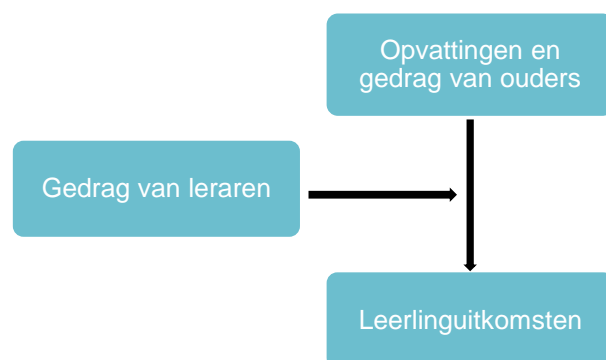 Opvattingen en
gedrag van ouders
Gedrag van leraren
Leerlinguitkomsten